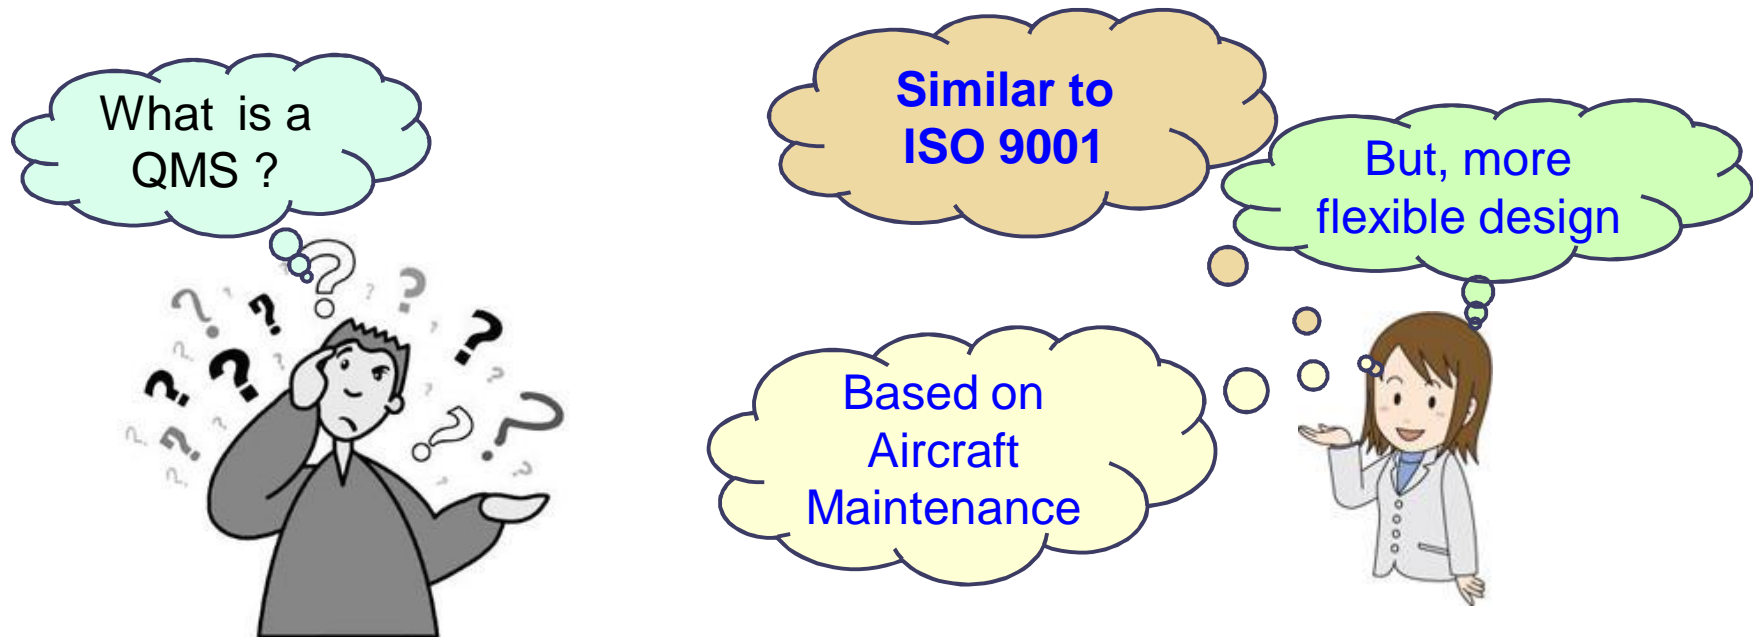 What  is a
QMS ?
Similar to
ISO 9001
But, more
flexible design
Based on
Aircraft
Maintenance